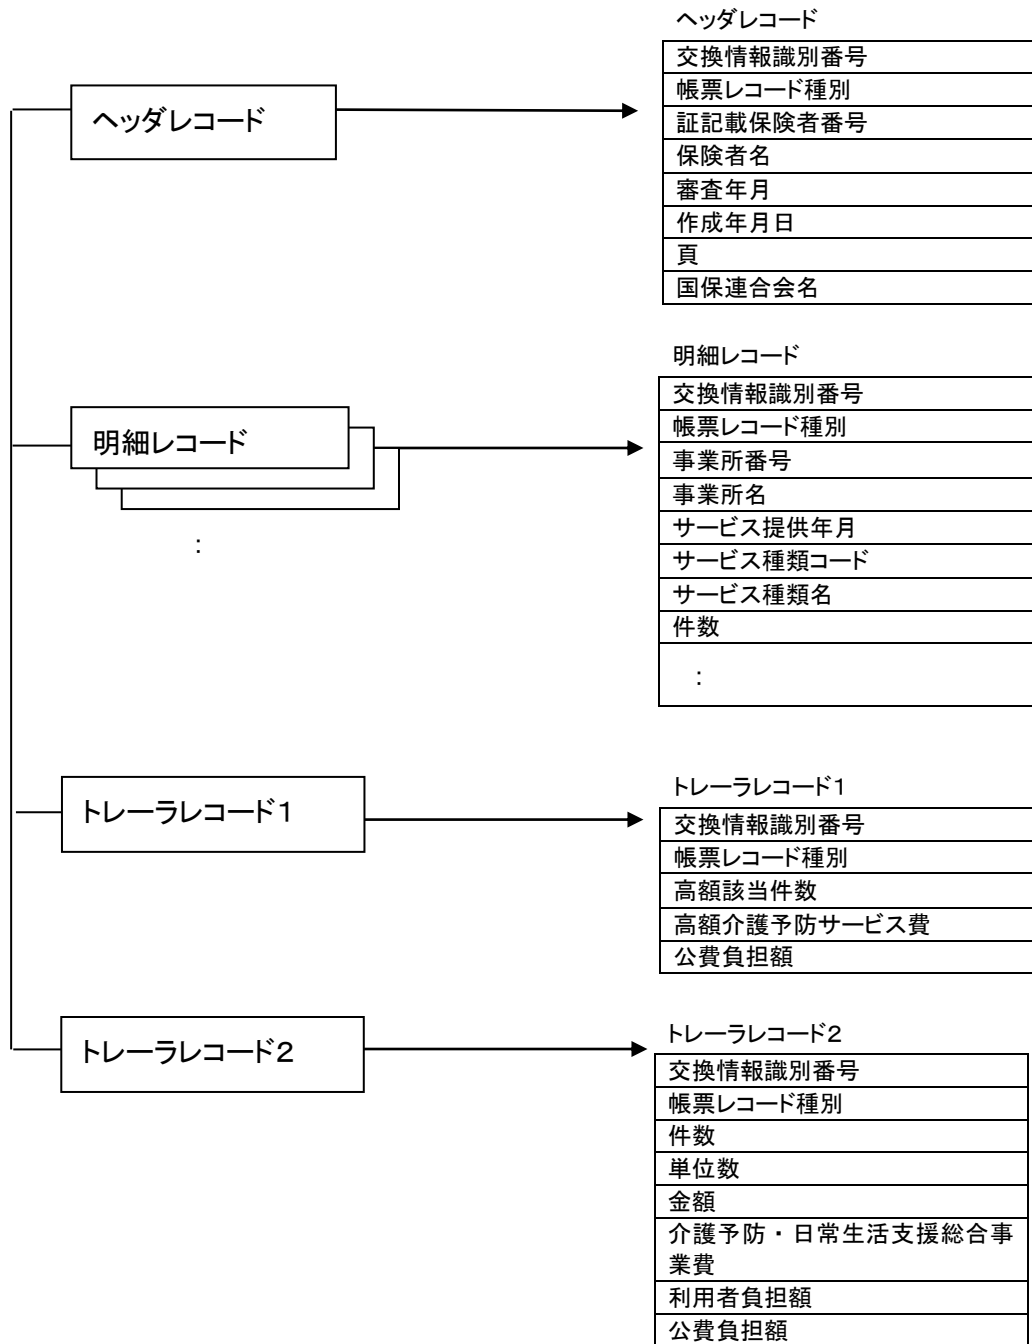 ヘッダレコード
ヘッダレコード
交換情報識別番号
帳票レコード種別
証記載保険者番号
保険者名
審査年月
作成年月日
頁
国保連合会名
明細レコード
:
明細レコード
交換情報識別番号
帳票レコード種別
事業所番号
事業所名
サービス提供年月
サービス種類コード
サービス種類名
件数
:
トレーラレコード1
トレーラレコード1
交換情報識別番号
帳票レコード種別
高額該当件数
高額介護予防サービス費
公費負担額
トレーラレコード2
トレーラレコード2
交換情報識別番号
帳票レコード種別
件数
単位数
金額
介護予防・日常生活支援総合事
業費
利用者負担額
公費負担額